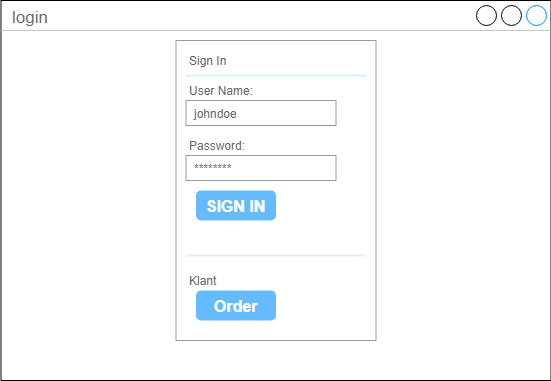 login
Sign In
User Name:
johndoe
Password:
********
SIGN IN
Klant
Order